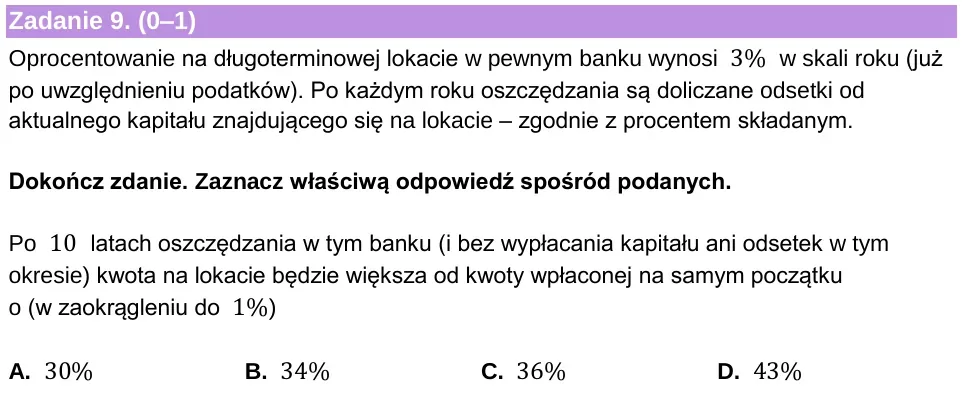 Zadanie 9. (0–1)
Oprocentowanie na długoterminowej lokacie w pewnym banku wynosi 3% w skali roku (już
po uwzględnieniu podatków). Po każdym roku oszczędzania są doliczane odsetki od
aktualnego kapitału znajdującego się na lokacie – zgodnie z procentem składanym.
Dokończ zdanie. Zaznacz właściwą odpowiedź spośród podanych.
Po 10 latach oszczędzania w tym banku (i bez wypłacania kapitału ani odsetek w tym
okresie) kwota na lokacie będzie większa od kwoty wpłaconej na samym początku
o (w zaokrągleniu do 1%)
A. 30% B. 34% C. 36% D. 43%